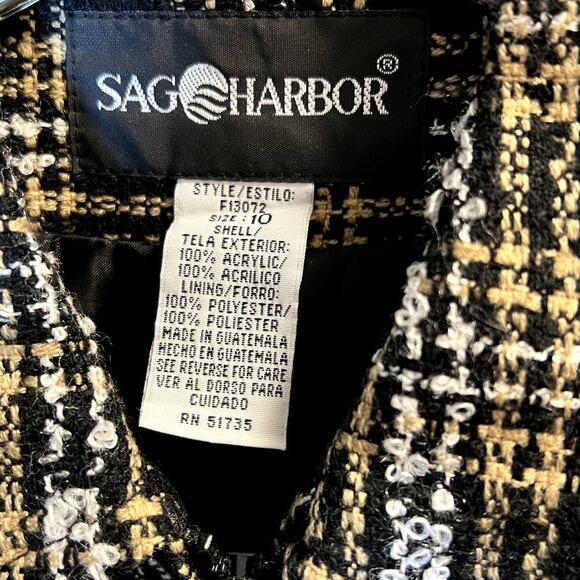 SAG HARBOR®
STYLE/ESTILO:
F13072
SIZE : 10
SHELL/
TELA EXTERIOR:
100% ACRYLIC/
100% ACRILICO
LINING/FORRO:
100% POLYESTER/
100% POLIESTER
MADE IN GUATEMALA
HECHO EN GUATEMALA
SEE REVERSE FOR CARE
VER AL DORSO PARA
CUIDADO
RN 51735